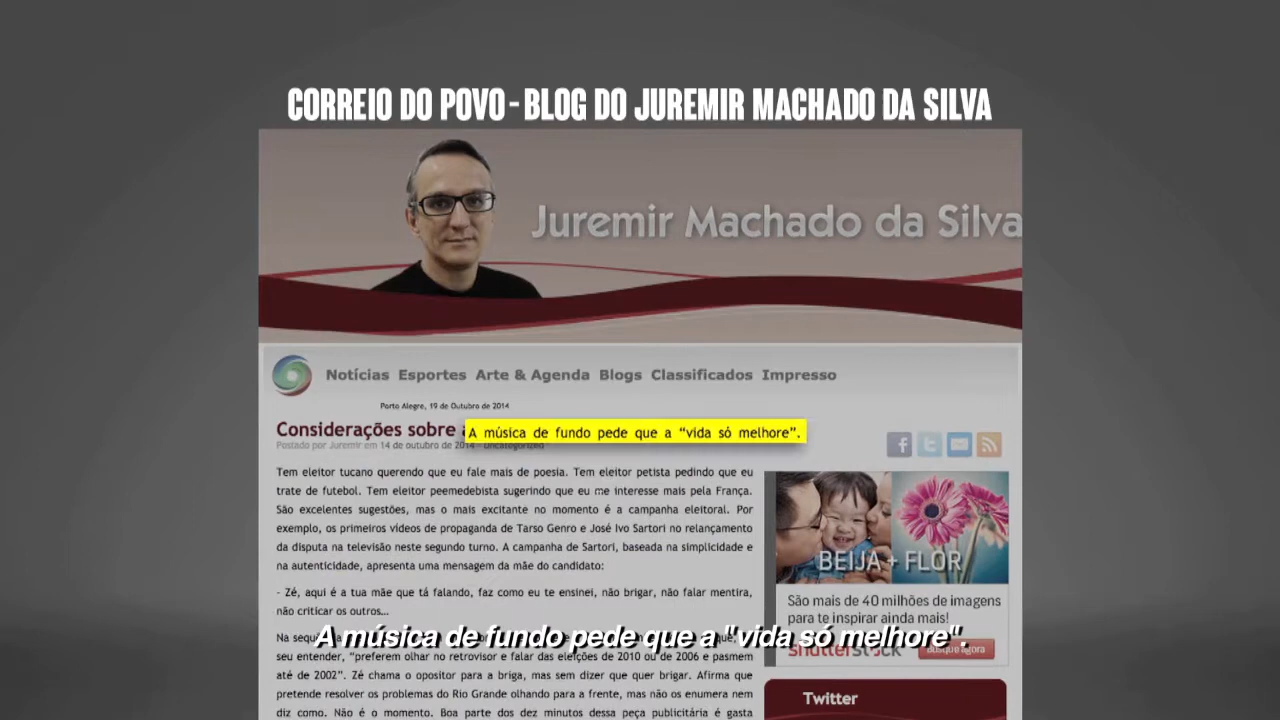 CORREIO DO POVO - BLOG DO JUREMIR MACHADO DA SILVA
Juremir Machado da Silva
Notícias Esportes Arte & Agenda Blogs Classificados Impresso
Porto Alegre, 19 de Outubro de 2014
Considerações sobre
A música de fundo pede que a “vida só melhore”.
Postado por Juremir em 14 de outubro de 2014 - Uncategorized
Tem eleitor tucano querendo que eu fale mais de poesia. Tem eleitor petista pedindo que eu
trate de futebol. Tem eleitor peemedebista sugerindo que eu me interesse mais pela França.
São excelentes sugestões, mas o mais excitante no momento é a campanha eleitoral. Por
exemplo, os primeiros vídeos de propaganda de Tarso Genro e José Ivo Sartori no relançamento
da disputa na televisão neste segundo turno. A campanha de Sartori, baseada na simplicidade e
na autenticidade, apresenta uma mensagem da mãe do candidato:
- Zé, aqui é a tua mãe que tá falando, faz como eu te ensinei, não brigar, não falar mentira,
não criticar os outros…
Na
A música de fundo pede que a "vida só melhore".
seu entender, “preferem olhar no retrovisor e falar das eleições de 2010 ou de 2006 e pasmem
até de 2002”. Zé chama o opositor para a briga, mas sem dizer que quer brigar. Afirma que
pretende resolver os problemas do Rio Grande olhando para a frente, mas não os enumera nem
diz como. Não é o momento. Boa parte dos dez minutos dessa peça publicitária é gasta
BEIJA + FLOR
São mais de 40 milhões de imagens
para te inspirar ainda mais!
shutterstock
Busque agora
Twitter